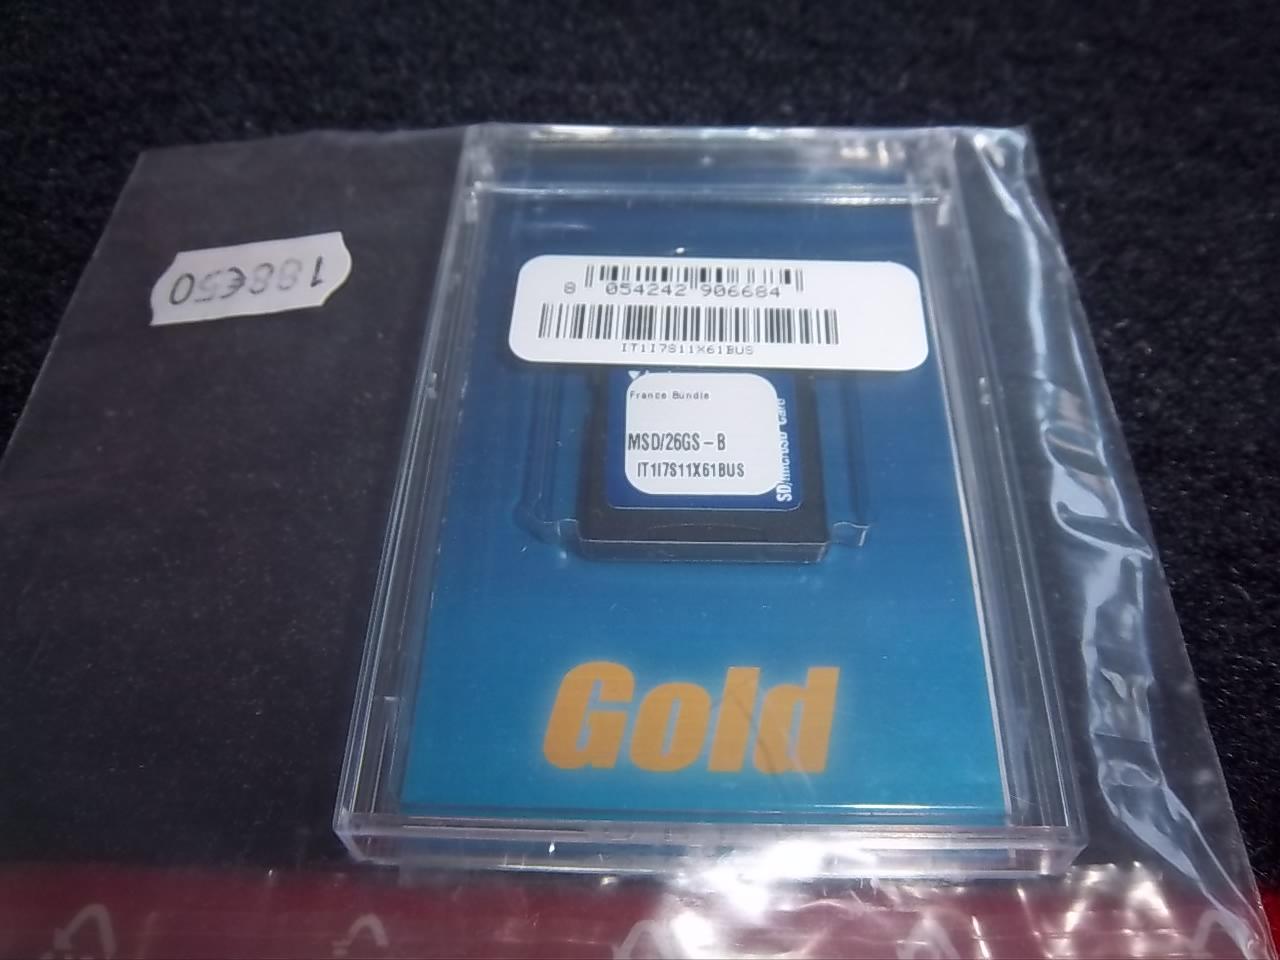 188€50
8 054242 906684
IT1I7S11X61BUS
France Bundle
MSD/26GS-B
IT1I7S11X61BUS
SD/microSD Card
Gold